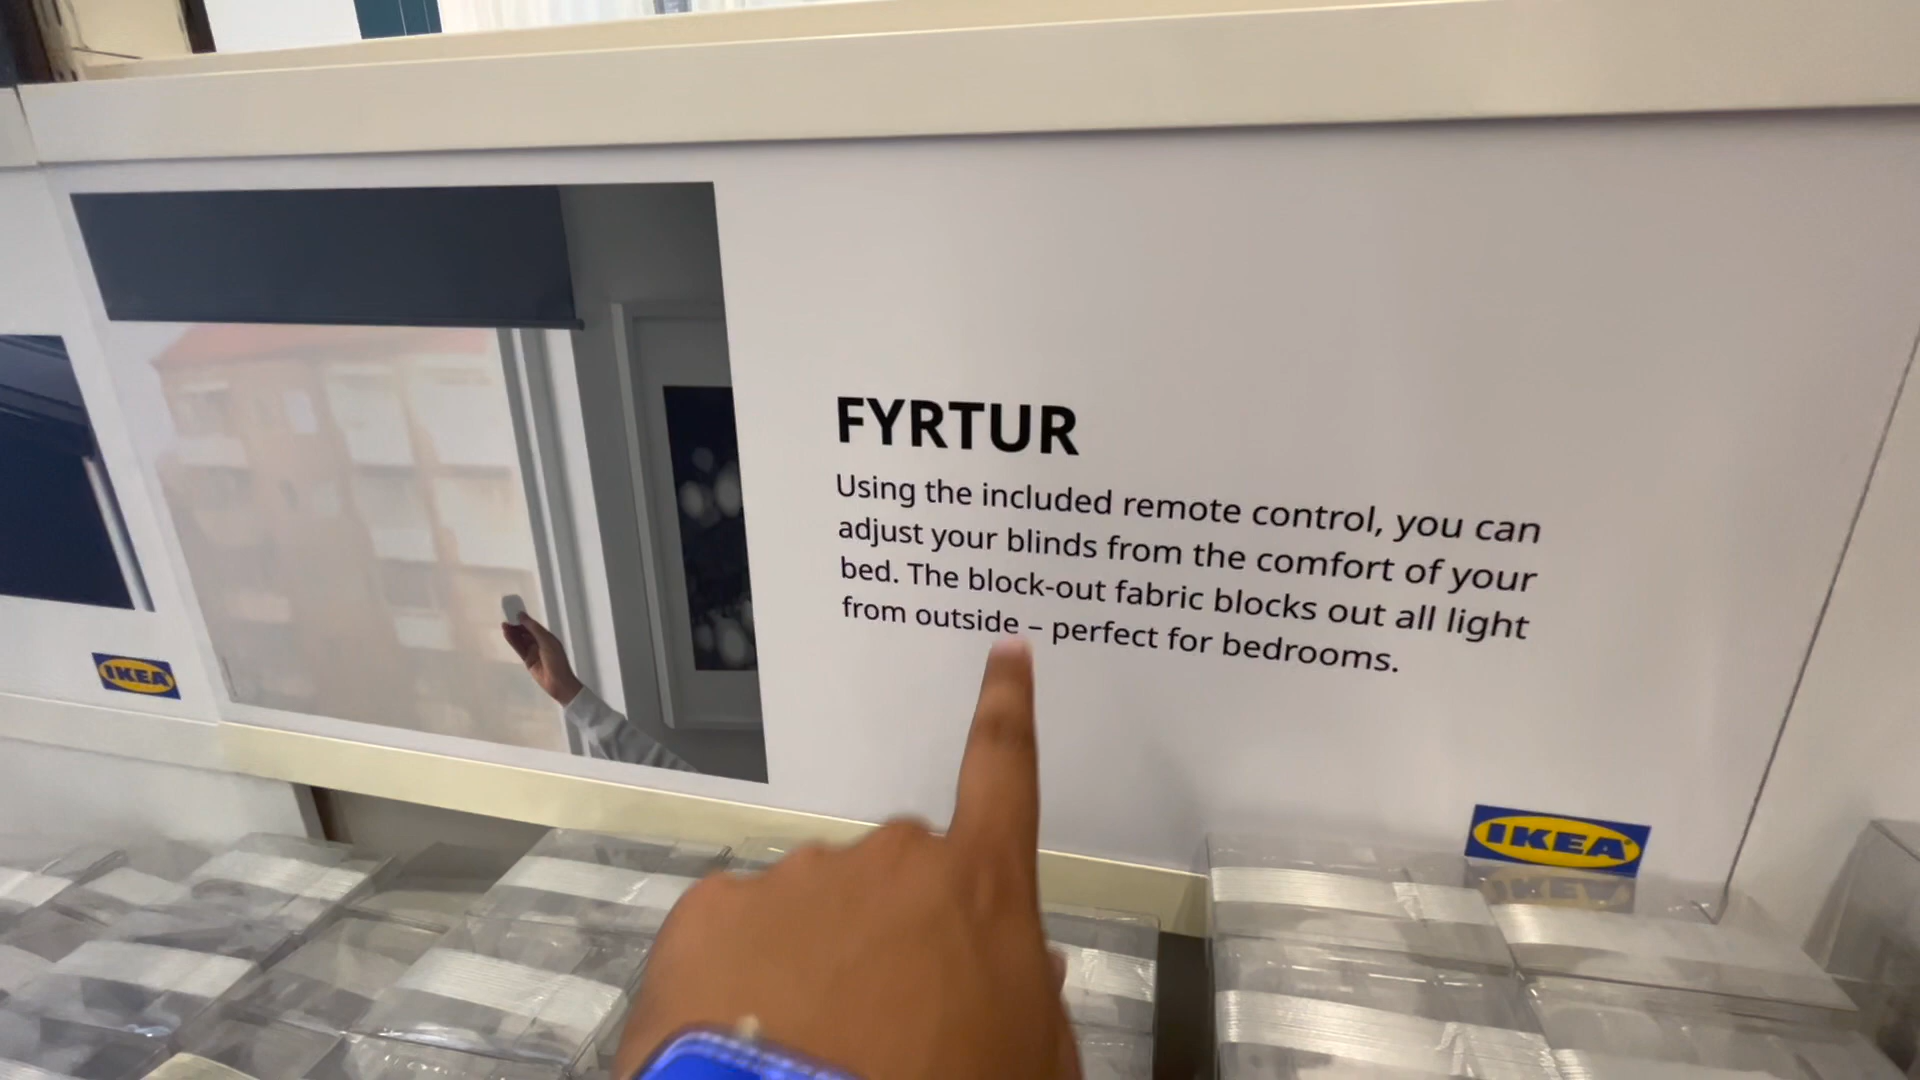 FYRTUR
Using the included remote control, you can
adjust your blinds from the comfort of your
bed. The block-out fabric blocks out all light
from outside – perfect for bedrooms.
IKEA
IKEA